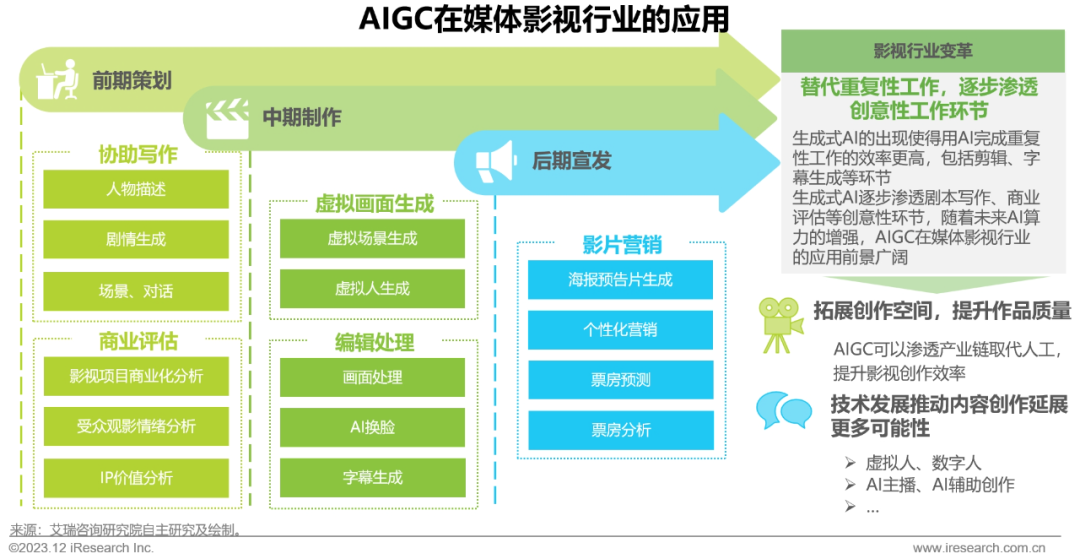 AIGC在媒体影视行业的应用
前期策划
中期制作
后期宣发
协助写作
人物描述
剧情生成
场景、对话
商业评估
影视项目商业化分析
受众观影情绪分析
IP价值分析
虚拟画面生成
虚拟场景生成
虚拟人生成
编辑处理
画面处理
AI换脸
字幕生成
影片营销
海报预告片生成
个性化营销
票房预测
票房分析
影视行业变革
替代重复性工作，逐步渗透
创意性工作环节
生成式AI的出现使得用AI完成重复
性工作的效率更高，包括剪辑、字
幕生成等环节
生成式AI逐步渗透剧本写作、商业
评估等创意性环节，随着未来AI算
力的增强，AIGC在媒体影视行业
的应用前景广阔
拓展创作空间，提升作品质量
AIGC可以渗透产业链取代人工，
提升影视创作效率
技术发展推动内容创作延展
更多可能性
➢ 虚拟人、数字人
➢ AI主播、AI辅助创作
➢ ...
来源：艾瑞咨询研究院自主研究及绘制。
©2023.12 iResearch Inc.
www.iresearch.com.cn